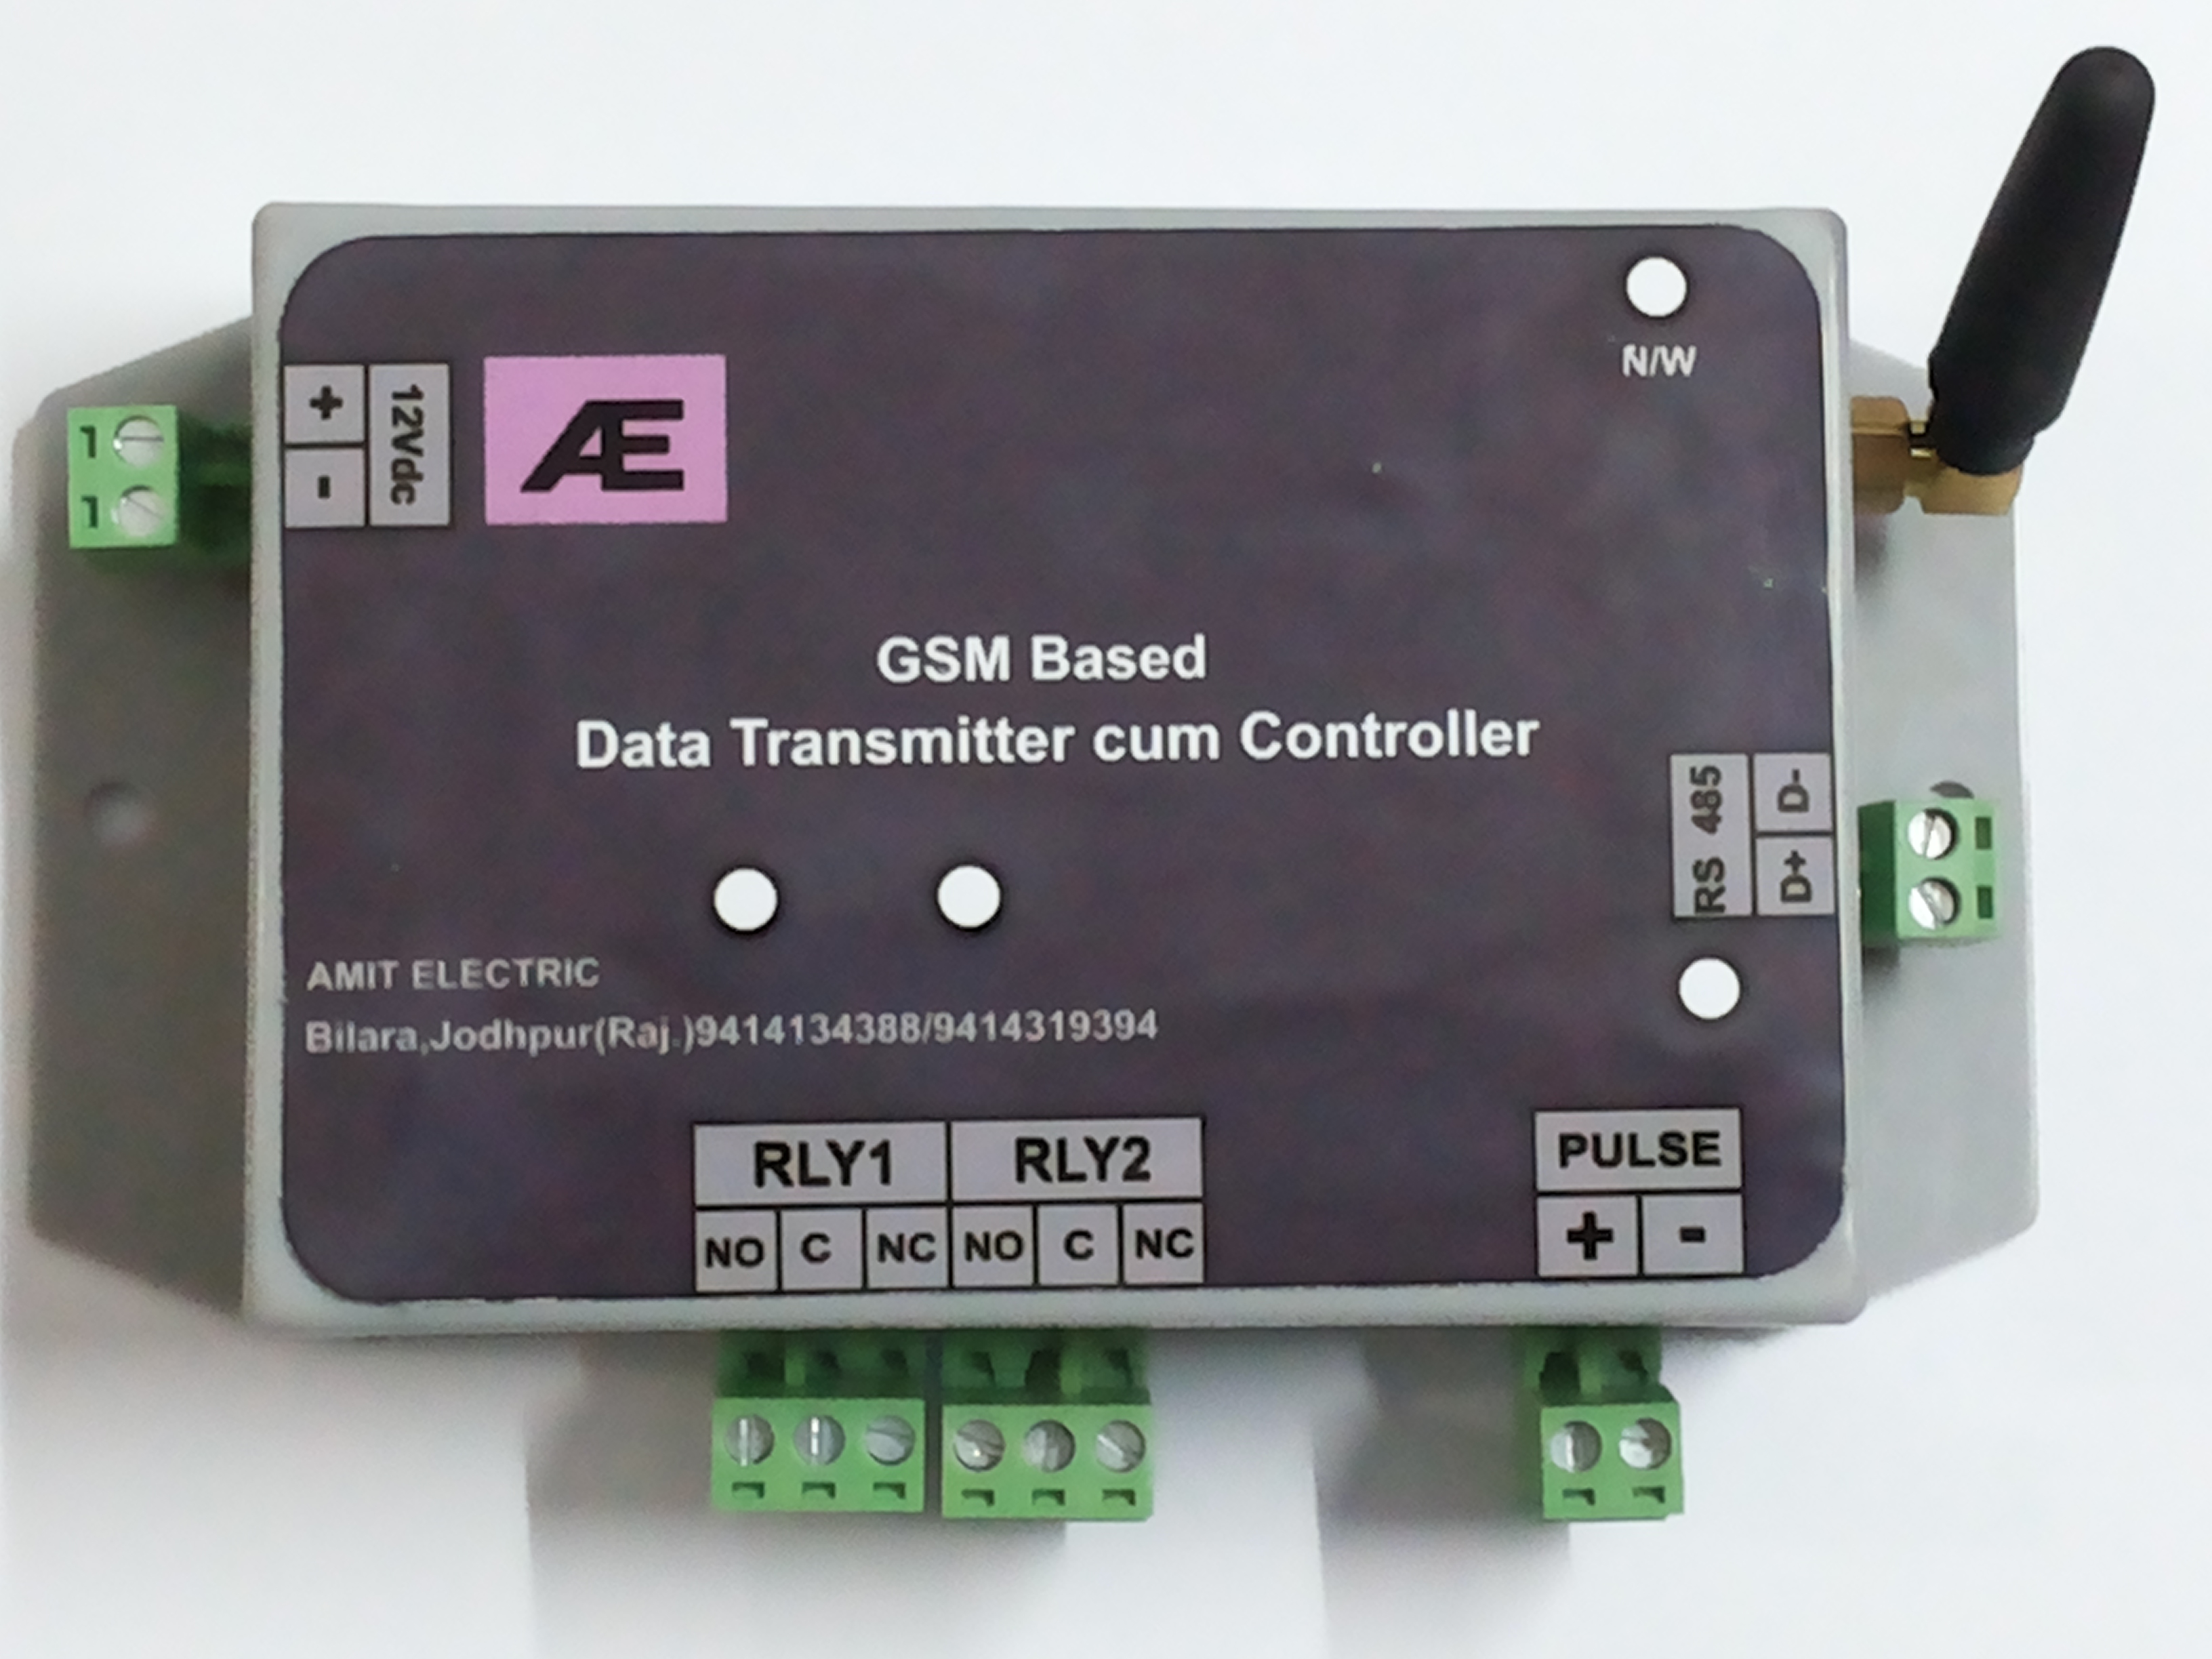 N/W
+
-
12Vdc
AE
GSM Based
Data Transmitter cum Controller
RS 485
D-
D+
AMIT ELECTRIC
Bilara,Jodhpur(Raj.)9414134388/9414319394
RLY1 RLY2
NO C NC NO C NC
PULSE
+ -